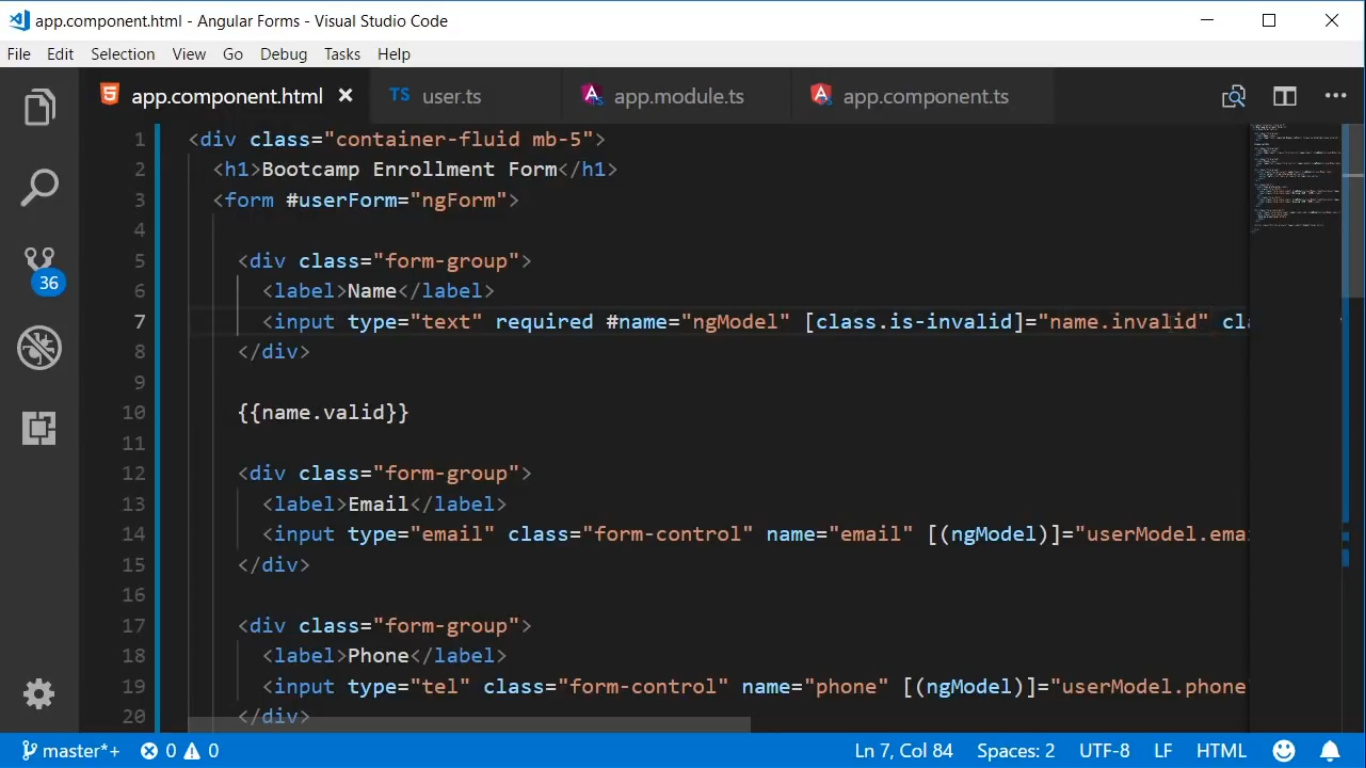 app.component.html - Angular Forms - Visual Studio Code
File Edit Selection View Go Debug Tasks Help
app.component.html TS user.ts app.module.ts app.component.ts
1 <div class="container-fluid mb-5">
2 <h1>Bootcamp Enrollment Form</h1>
3 <form #userForm="ngForm">
4
5 <div class="form-group">
6 <label>Name</label>
7 <input type="text" required #name="ngModel" [class.is-invalid]="name.invalid" cla
8 </div>
9
10 {{name.valid}}
11
12 <div class="form-group">
13 <label>Email</label>
14 <input type="email" class="form-control" name="email" [(ngModel)]="userModel.emai
15 </div>
16
17 <div class="form-group">
18 <label>Phone</label>
19 <input type="tel" class="form-control" name="phone" [(ngModel)]="userModel.phone
20 </div>
36
master*+ 0 0 Ln 7, Col 84 Spaces: 2 UTF-8 LF HTML